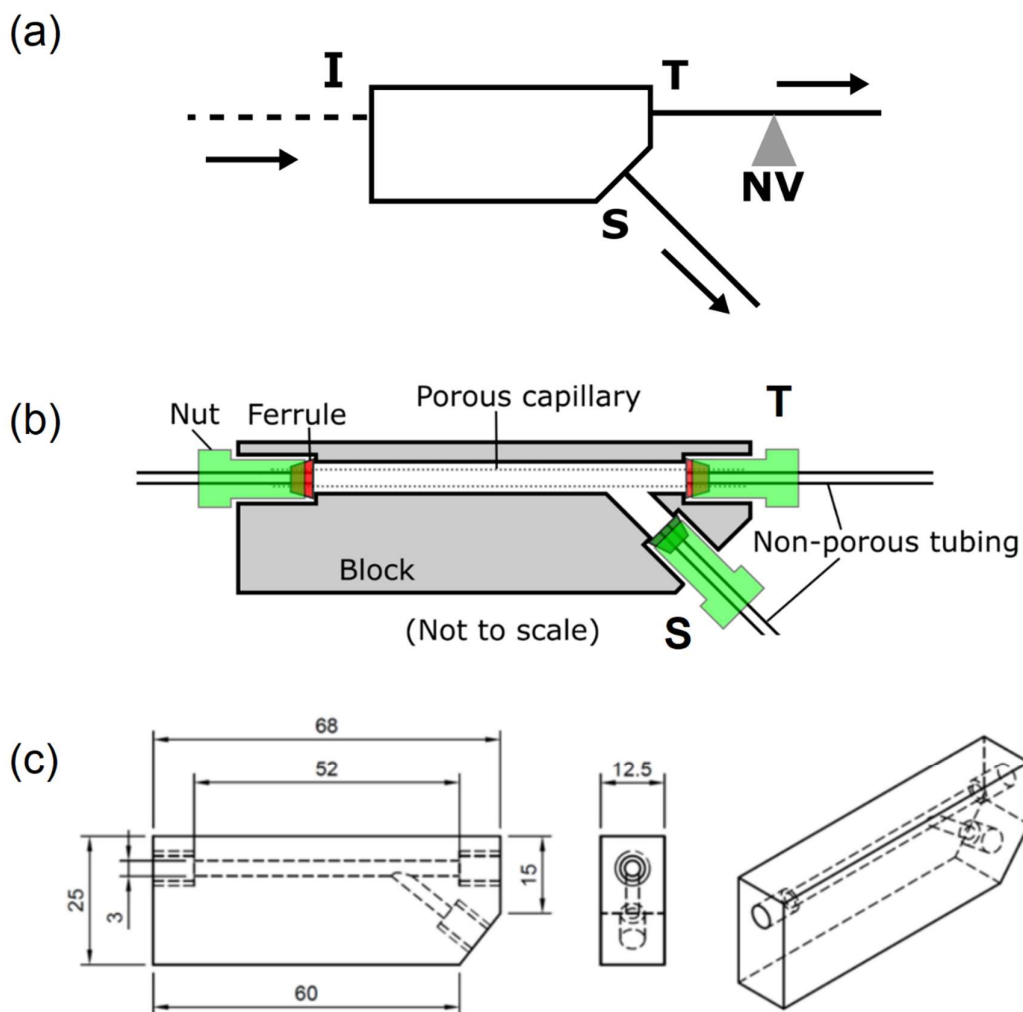 (a)
I
T
NV
S
(b)
Nut
Ferrule
Porous capillary
T
Non-porous tubing
Block
(Not to scale)
S
(c)
68
52
12.5
25
3
15
60